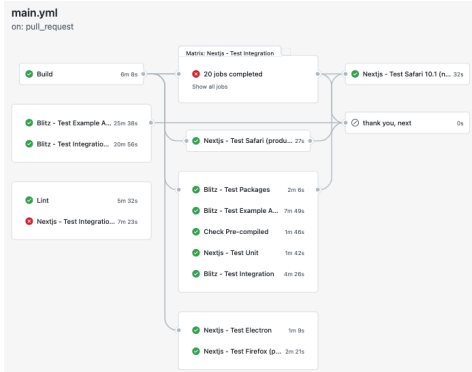 main.yml
on: pull_request
Matrix: Nextjs - Test Integration
Build 6m 8s
20 jobs completed
Show all jobs
Nextjs - Test Safari 10.1 (n... 32s
Blitz - Test Example A... 25m 38s
Blitz - Test Integratio... 20m 56s
thank you, next 0s
Nextjs - Test Safari (produ... 27s
Lint 5m 32s
Nextjs - Test Integratio... 7m 23s
Blitz - Test Packages 2m 6s
Blitz - Test Example A... 7m 49s
Check Pre-compiled 1m 46s
Nextjs - Test Unit 1m 42s
Blitz - Test Integration 4m 26s
Nextjs - Test Electron 1m 9s
Nextjs - Test Firefox (p... 2m 21s